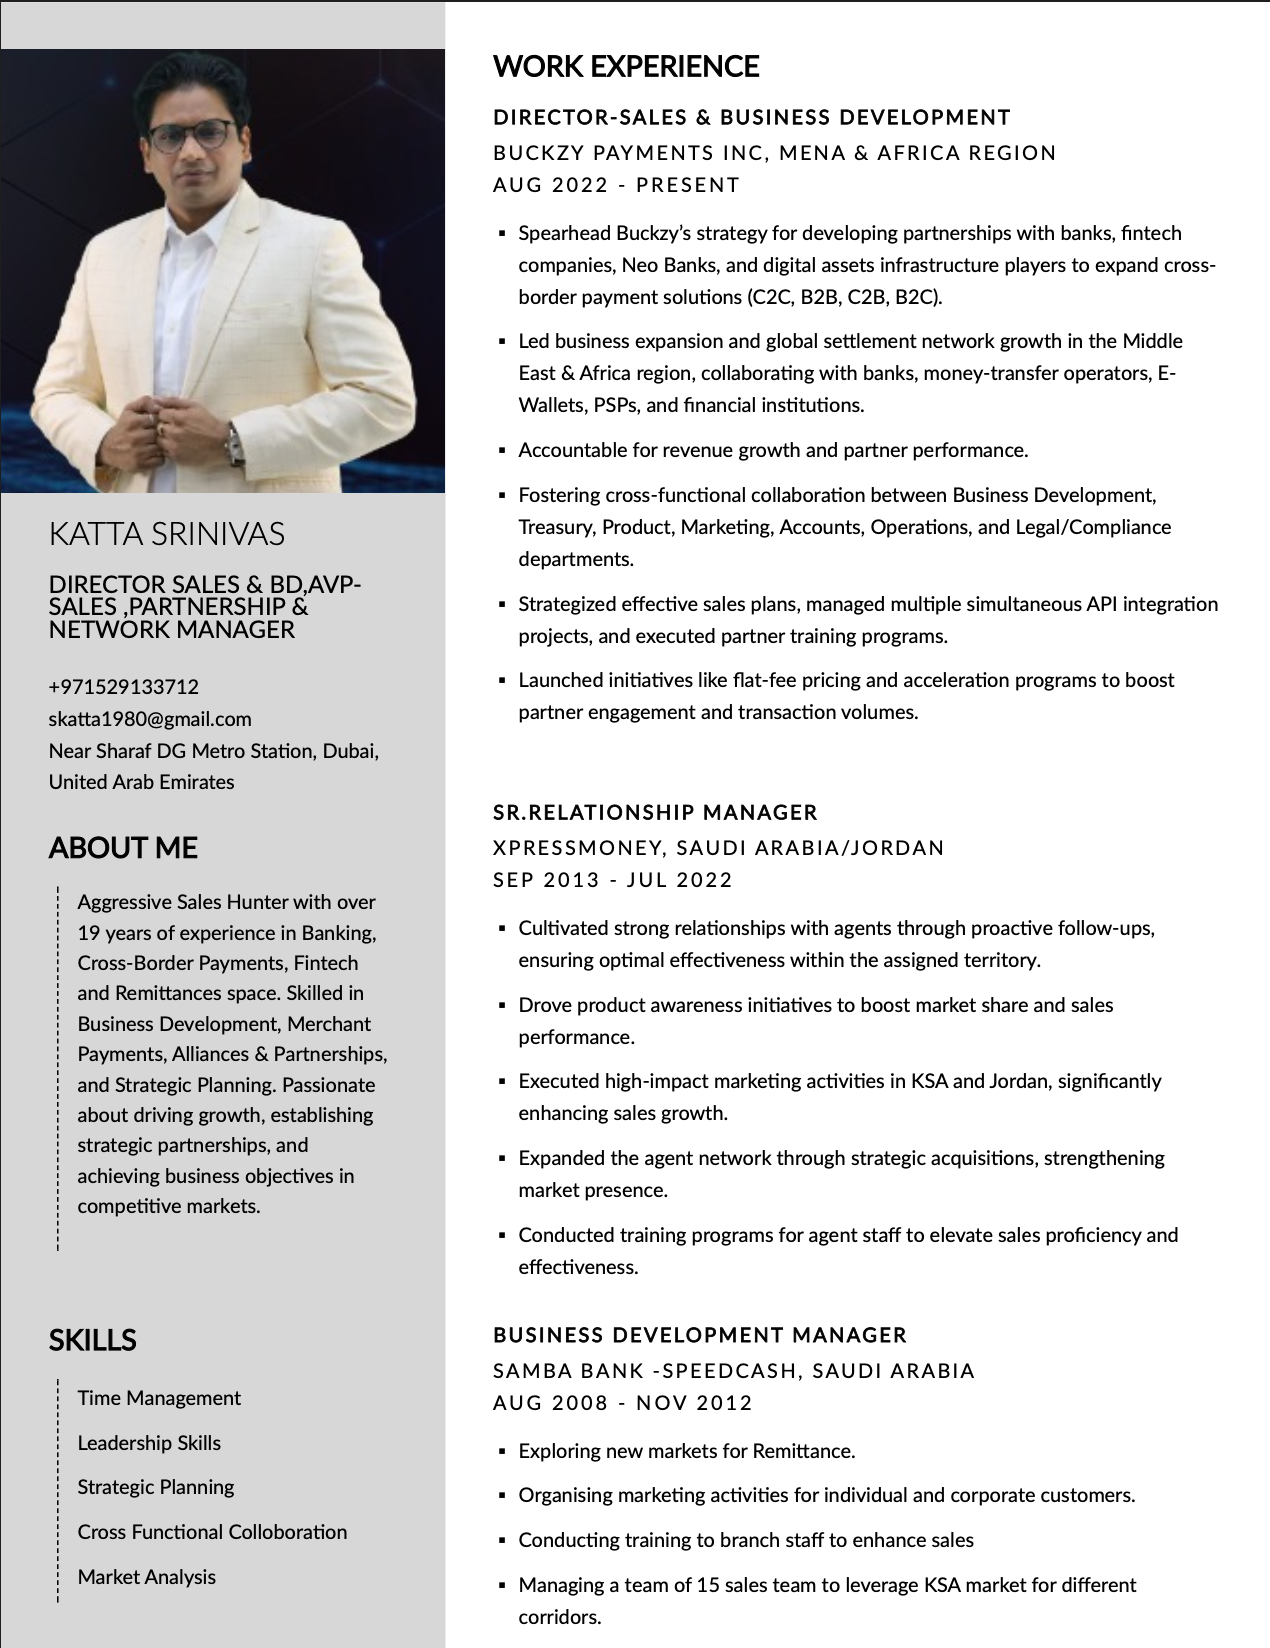 KATTA SRINIVAS
DIRECTOR SALES & BD,AVP-
SALES ,PARTNERSHIP &
NETWORK MANAGER
+971529133712
skatta1980@gmail.com
Near Sharaf DG Metro Station, Dubai,
United Arab Emirates
ABOUT ME
Aggressive Sales Hunter with over
19 years of experience in Banking,
Cross-Border Payments, Fintech
and Remittances space. Skilled in
Business Development, Merchant
Payments, Alliances & Partnerships,
and Strategic Planning. Passionate
about driving growth, establishing
strategic partnerships, and
achieving business objectives in
competitive markets.
SKILLS
Time Management
Leadership Skills
Strategic Planning
Cross Functional Colloboration
Market Analysis
WORK EXPERIENCE
DIRECTOR-SALES & BUSINESS DEVELOPMENT
BUCKZY PAYMENTS INC, MENA & AFRICA REGION
AUG 2022 - PRESENT
▪ Spearhead Buckzy’s strategy for developing partnerships with banks, fintech
companies, Neo Banks, and digital assets infrastructure players to expand cross-
border payment solutions (C2C, B2B, C2B, B2C).
▪ Led business expansion and global settlement network growth in the Middle
East & Africa region, collaborating with banks, money-transfer operators, E-
Wallets, PSPs, and financial institutions.
▪ Accountable for revenue growth and partner performance.
▪ Fostering cross-functional collaboration between Business Development,
Treasury, Product, Marketing, Accounts, Operations, and Legal/Compliance
departments.
▪ Strategized effective sales plans, managed multiple simultaneous API integration
projects, and executed partner training programs.
▪ Launched initiatives like flat-fee pricing and acceleration programs to boost
partner engagement and transaction volumes.
SR.RELATIONSHIP MANAGER
XPRESSMONEY, SAUDI ARABIA/JORDAN
SEP 2013 - JUL 2022
▪ Cultivated strong relationships with agents through proactive follow-ups,
ensuring optimal effectiveness within the assigned territory.
▪ Drove product awareness initiatives to boost market share and sales
performance.
▪ Executed high-impact marketing activities in KSA and Jordan, significantly
enhancing sales growth.
▪ Expanded the agent network through strategic acquisitions, strengthening
market presence.
▪ Conducted training programs for agent staff to elevate sales proficiency and
effectiveness.
BUSINESS DEVELOPMENT MANAGER
SAMBA BANK -SPEEDCASH, SAUDI ARABIA
AUG 2008 - NOV 2012
▪ Exploring new markets for Remittance.
▪ Organising marketing activities for individual and corporate customers.
▪ Conducting training to branch staff to enhance sales
▪ Managing a team of 15 sales team to leverage KSA market for different
corridors.